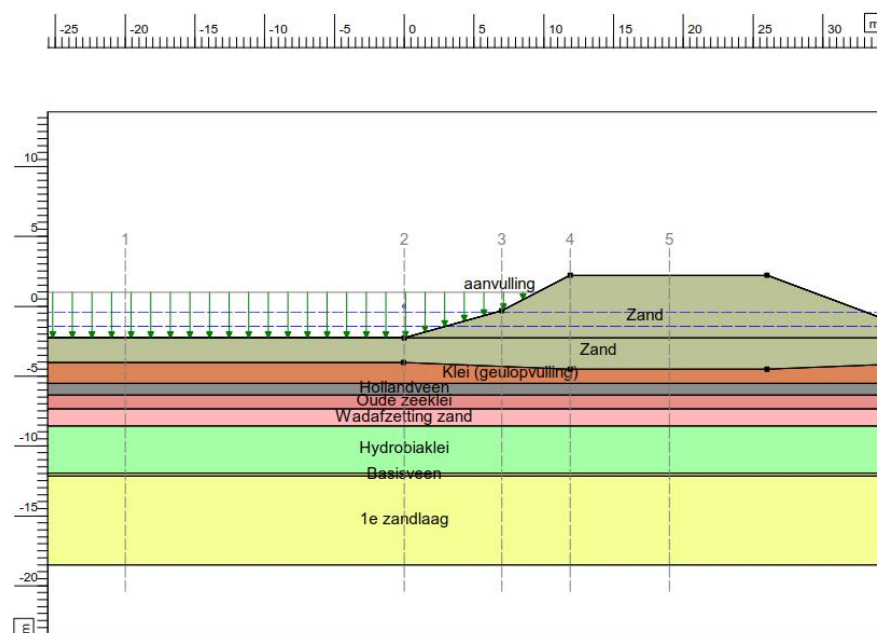 -25 -20 -15 -10 -5 0 5 10 15 20 25 30 m
10
5
1 2 3 4 5
aanvulling
0
Zand
Zand
-5
Klei (geulopvulling)
Hollandveen
Oude zeeklei
Wadafzetting zand
-10
Hydrobiaklei
Basisveen
1e zandlaag
-15
-20
m